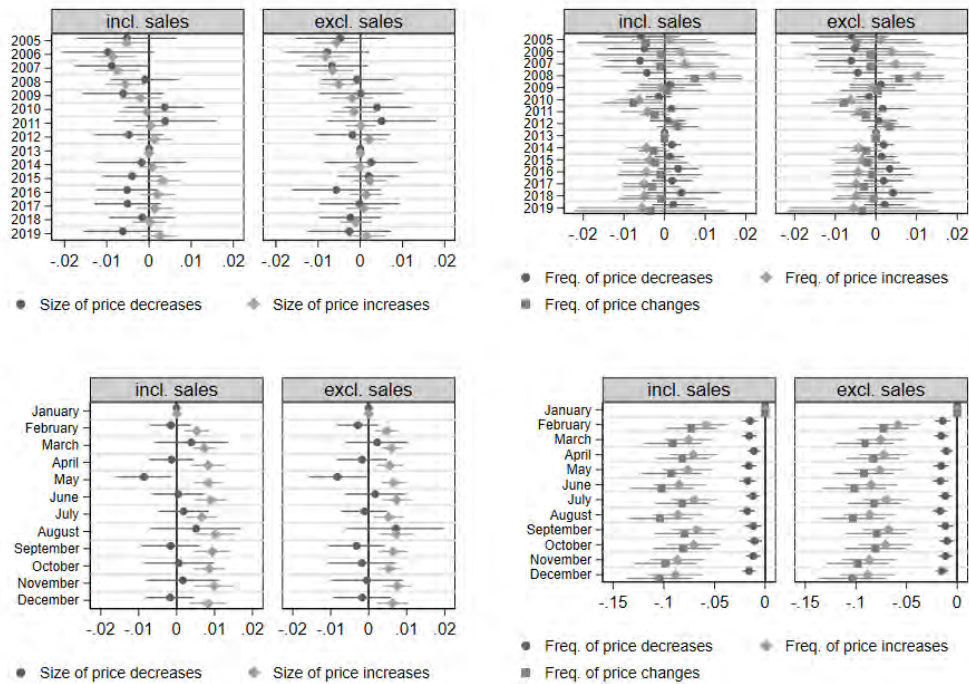 incl. sales excl. sales
2005
2006
2007
2008
2009
2010
2011
2012
2013
2014
2015
2016
2017
2018
2019
-.02 -.01 0 .01 .02 -.02 -.01 0 .01 .02
Size of price decreases Size of price increases
incl. sales excl. sales
2005
2006
2007
2008
2009
2010
2011
2012
2013
2014
2015
2016
2017
2018
2019
-.02 -.01 0 .01 .02 -.02 -.01 0 .01 .02
Freq. of price decreases Freq. of price increases
Freq. of price changes
incl. sales excl. sales
January
February
March
April
May
June
July
August
September
October
November
December
-.02 -.01 0 .01 .02 -.02 -.01 0 .01 .02
Size of price decreases Size of price increases
incl. sales excl. sales
January
February
March
April
May
June
July
August
September
October
November
December
-.15 -.1 -.05 0 -.15 -.1 -.05 0
Freq. of price decreases Freq. of price increases
Freq. of price changes